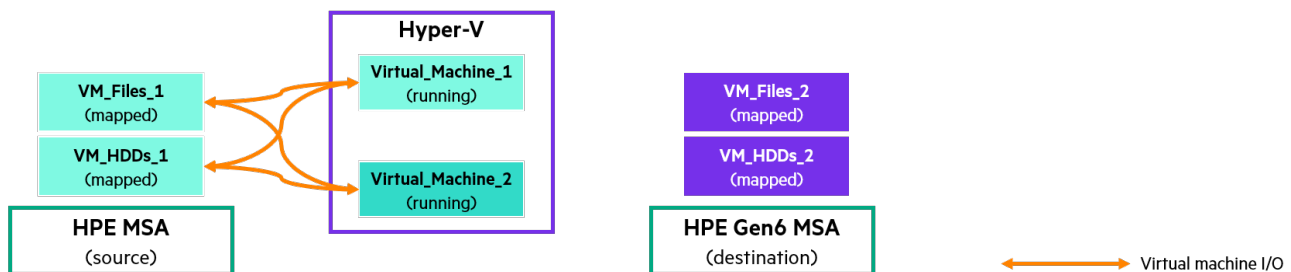 Hyper-V
VM_Files_1
(mapped)
VM_HDDs_1
(mapped)
Virtual_Machine_1
(running)
Virtual_Machine_2
(running)
VM_Files_2
(mapped)
VM_HDDs_2
(mapped)
HPE MSA
(source)
HPE Gen6 MSA
(destination)
Virtual machine I/O